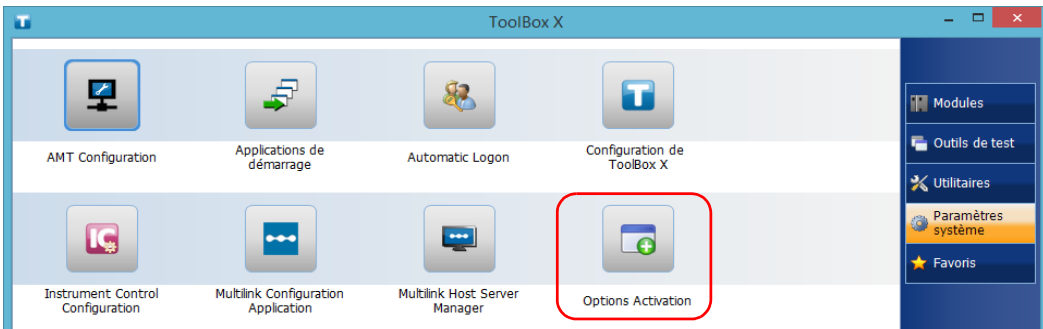 ToolBox X
AMT Configuration
Applications de
démarrage
Automatic Logon
Configuration de
ToolBox X
Instrument Control
Configuration
Multilink Configuration
Application
Multilink Host Server
Manager
Options Activation
Modules
Outils de test
Utilitaires
Paramètres
système
Favoris
T
IC